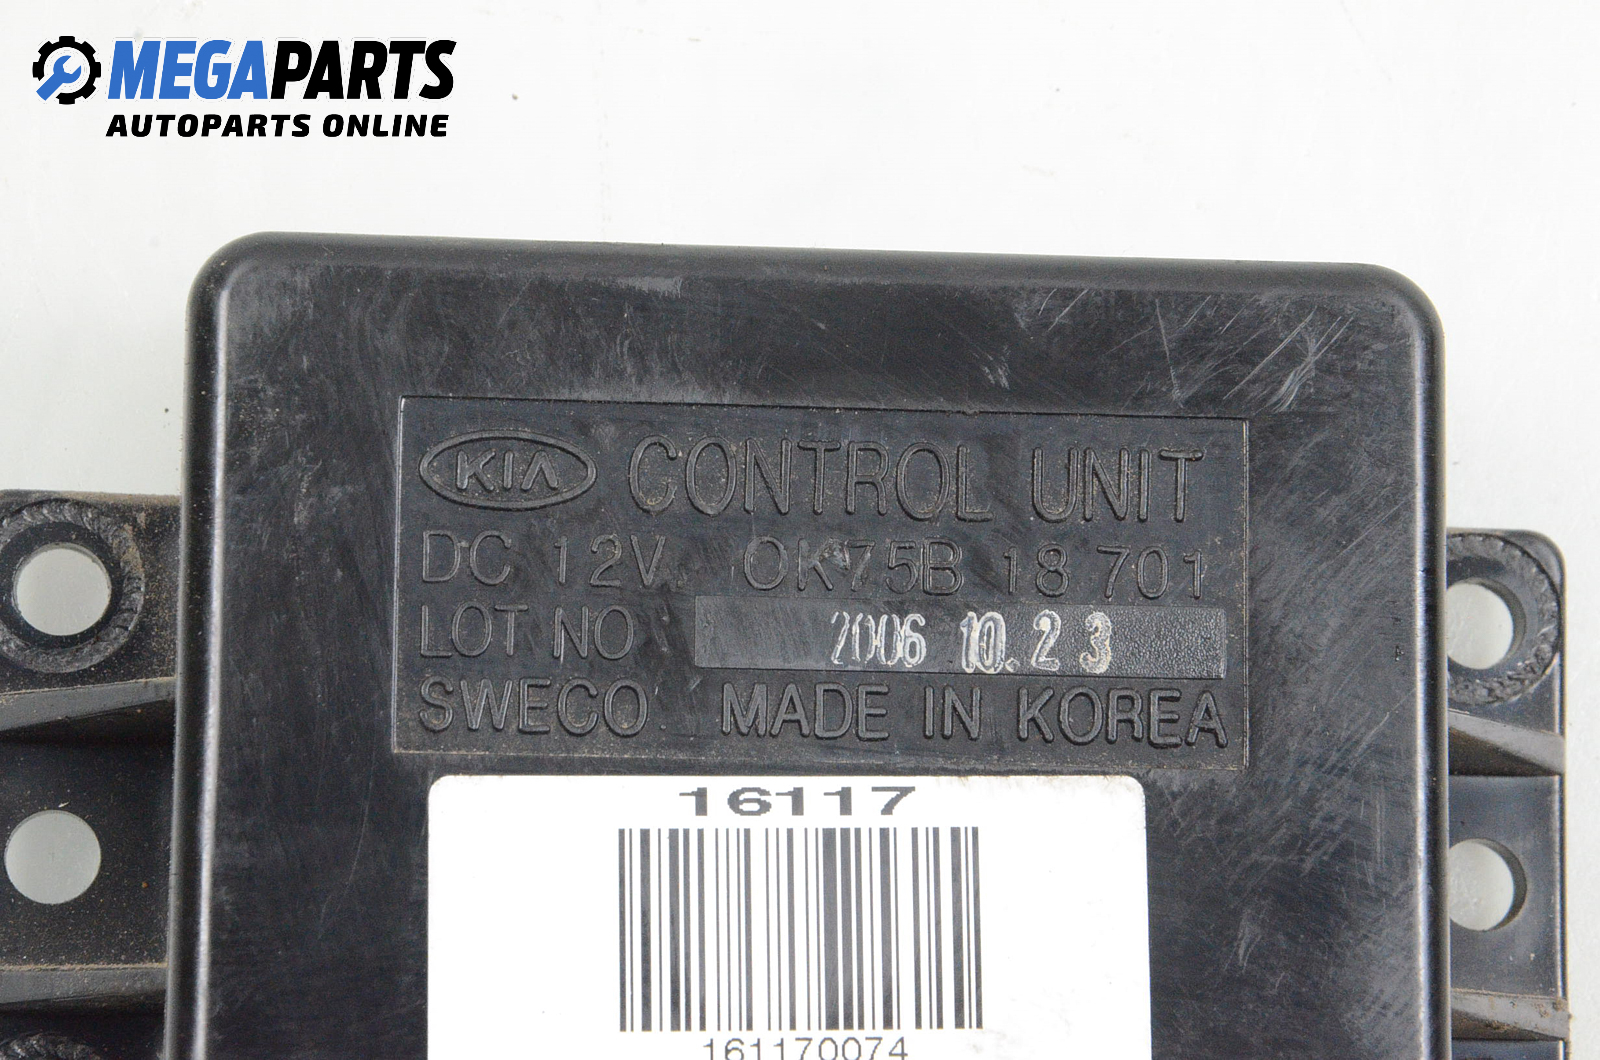 MEGAPARTS
AUTOPARTS ONLINE
KIA CONTROL UNIT
DC 12V. OK75B 18 701
LOT NO 2006 10.23
SWECO MADE IN KOREA
16117
161170074